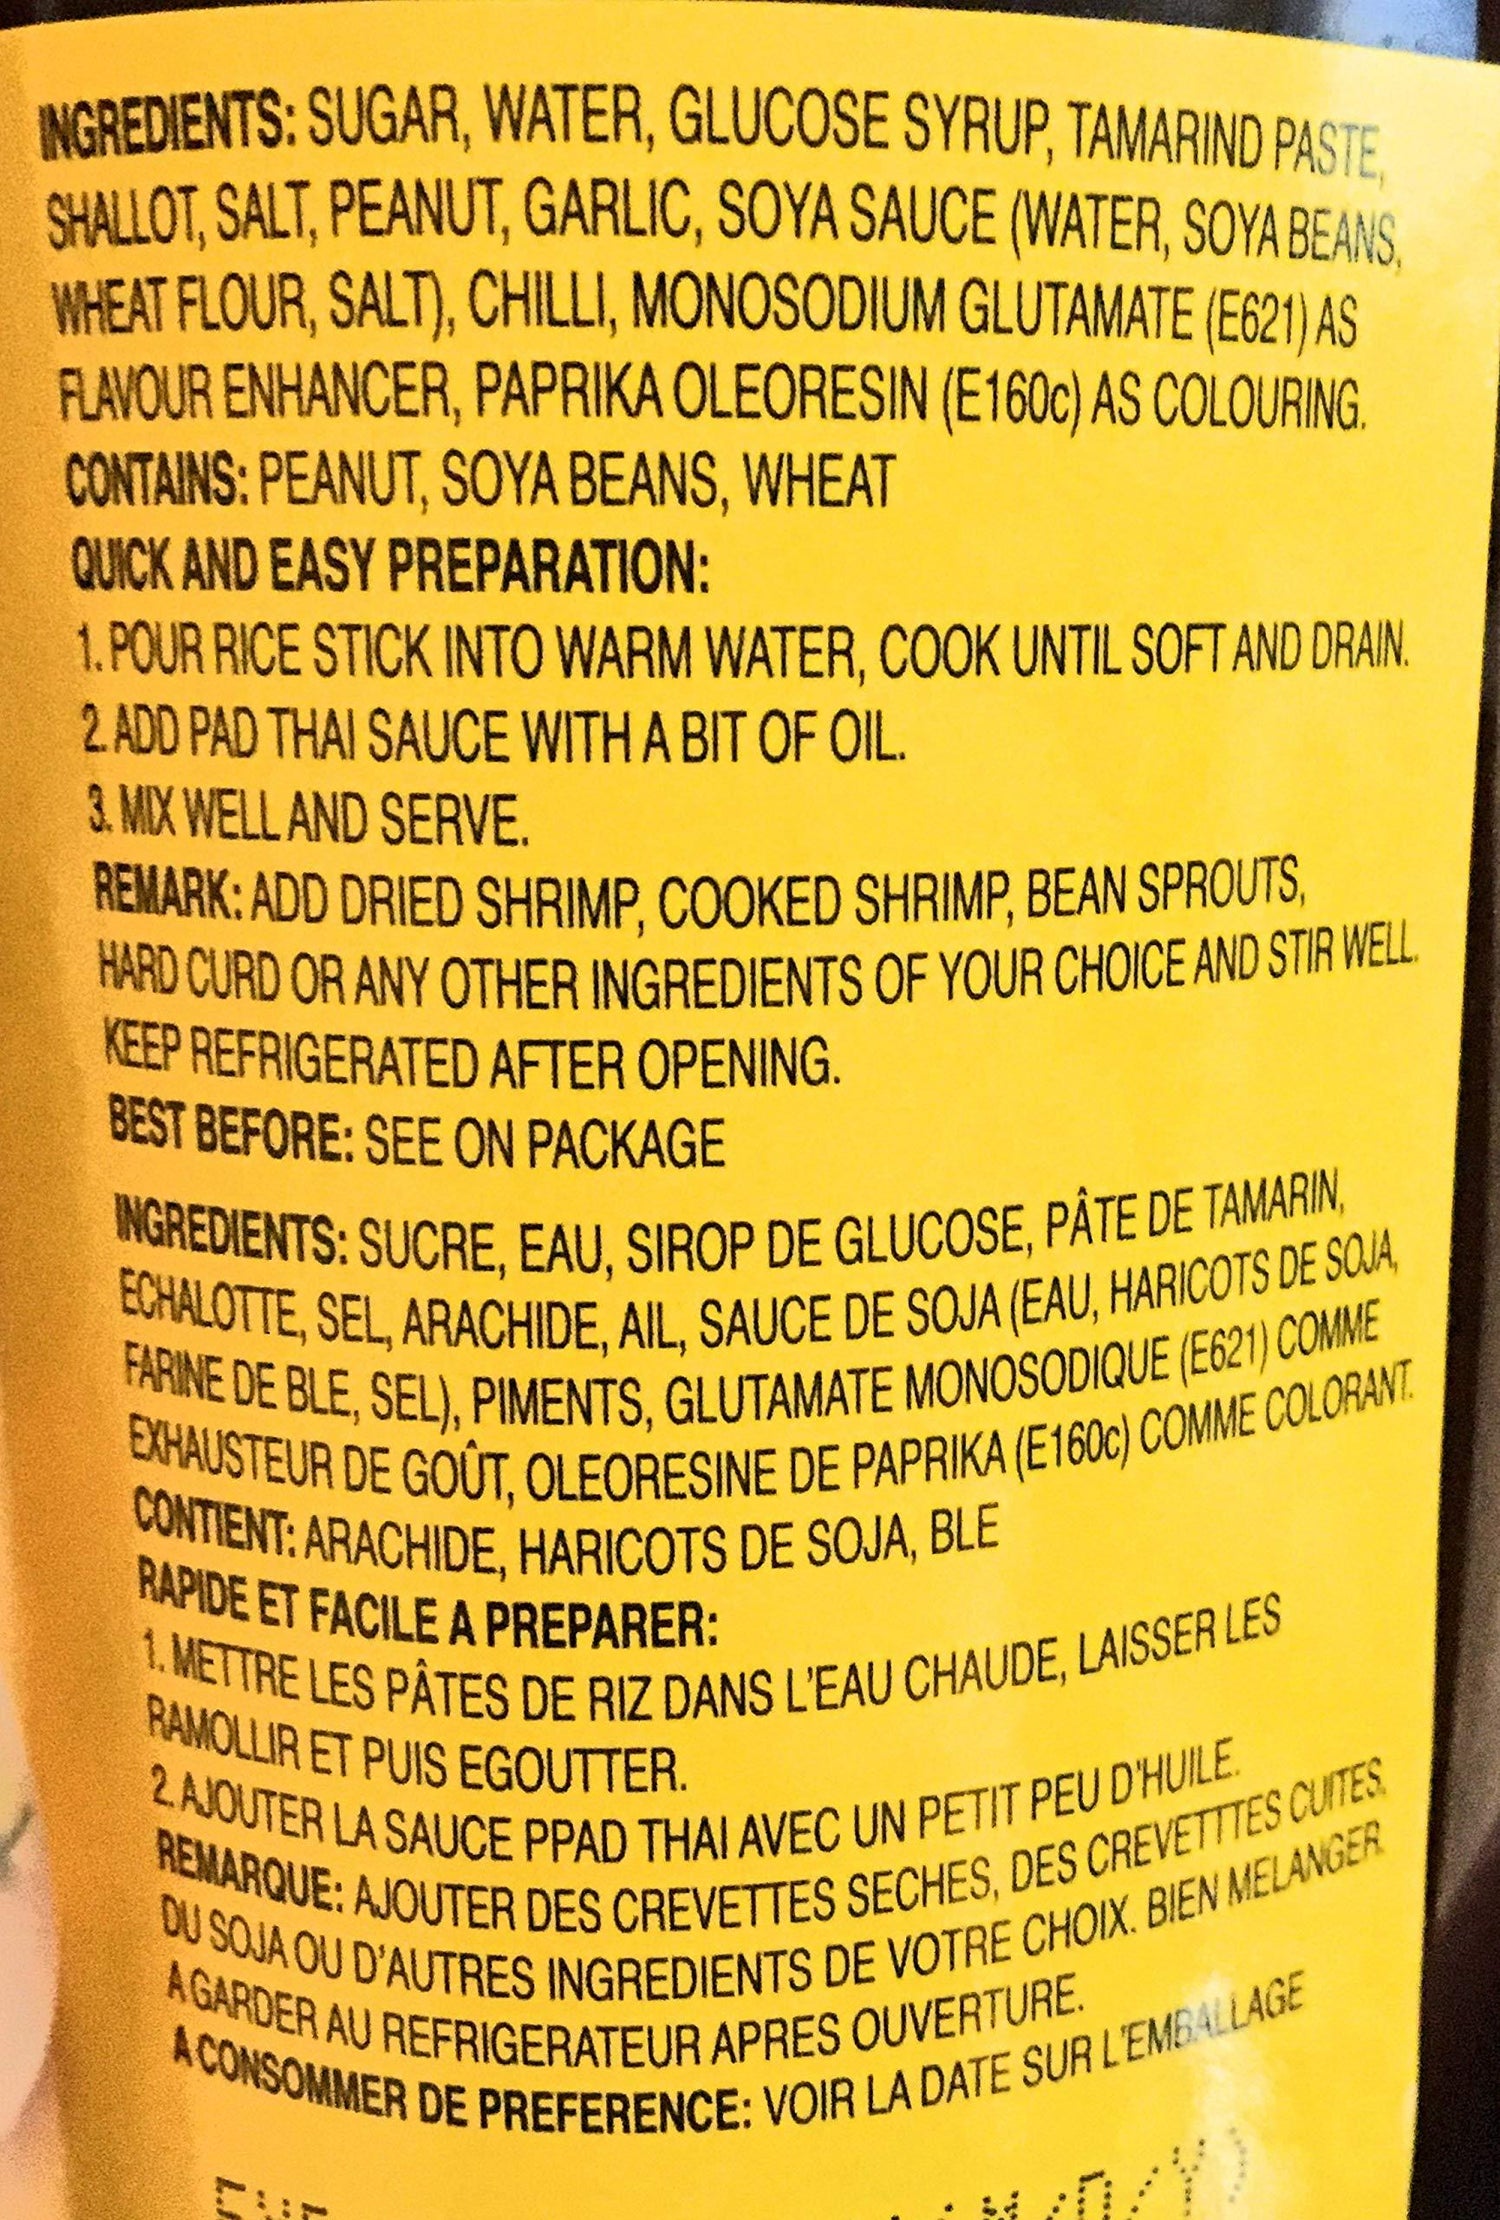 INGREDIENTS: SUGAR, WATER, GLUCOSE SYRUP, TAMARIND PASTE,
SHALLOT, SALT, PEANUT, GARLIC, SOYA SAUCE (WATER, SOYA BEANS,
WHEAT FLOUR, SALT), CHILLI, MONOSODIUM GLUTAMATE (E621) AS
FLAVOUR ENHANCER, PAPRIKA OLEORESIN (E160c) AS COLOURING.
CONTAINS: PEANUT, SOYA BEANS, WHEAT
QUICK AND EASY PREPARATION:
1. POUR RICE STICK INTO WARM WATER, COOK UNTIL SOFT AND DRAIN.
2. ADD PAD THAI SAUCE WITH A BIT OF OIL.
3. MIX WELL AND SERVE.
REMARK: ADD DRIED SHRIMP, COOKED SHRIMP, BEAN SPROUTS,
HARD CURD OR ANY OTHER INGREDIENTS OF YOUR CHOICE AND STIR WELL.
KEEP REFRIGERATED AFTER OPENING.
BEST BEFORE: SEE ON PACKAGE
INGREDIENTS: SUCRE, EAU, SIROP DE GLUCOSE, PÂTE DE TAMARIN,
ECHALOTTE, SEL, ARACHIDE, AIL, SAUCE DE SOJA (EAU, HARICOTS DE SOJA,
FARINE DE BLE, SEL), PIMENTS, GLUTAMATE MONOSODIQUE (E621) COMME
EXHAUSTEUR DE GOÛT, OLEORESINE DE PAPRIKA (E160c) COMME COLORANT.
CONTIENT: ARACHIDE, HARICOTS DE SOJA, BLE
RAPIDE ET FACILE A PREPARER:
1. METTRE LES PÂTES DE RIZ DANS L'EAU CHAUDE, LAISSER LES
RAMOLLIR ET PUIS EGOUTTER.
2. AJOUTER LA SAUCE PPAD THAI AVEC UN PETIT PEU D'HUILE.
REMARQUE: AJOUTER DES CREVETTES SECHES, DES CREVETTTES CUITES,
DU SOJA OU D'AUTRES INGREDIENTS DE VOTRE CHOIX. BIEN MELANGER.
A GARDER AU REFRIGERATEUR APRES OUVERTURE.
A CONSOMMER DE PREFERENCE: VOIR LA DATE SUR L'EMBALLAGE